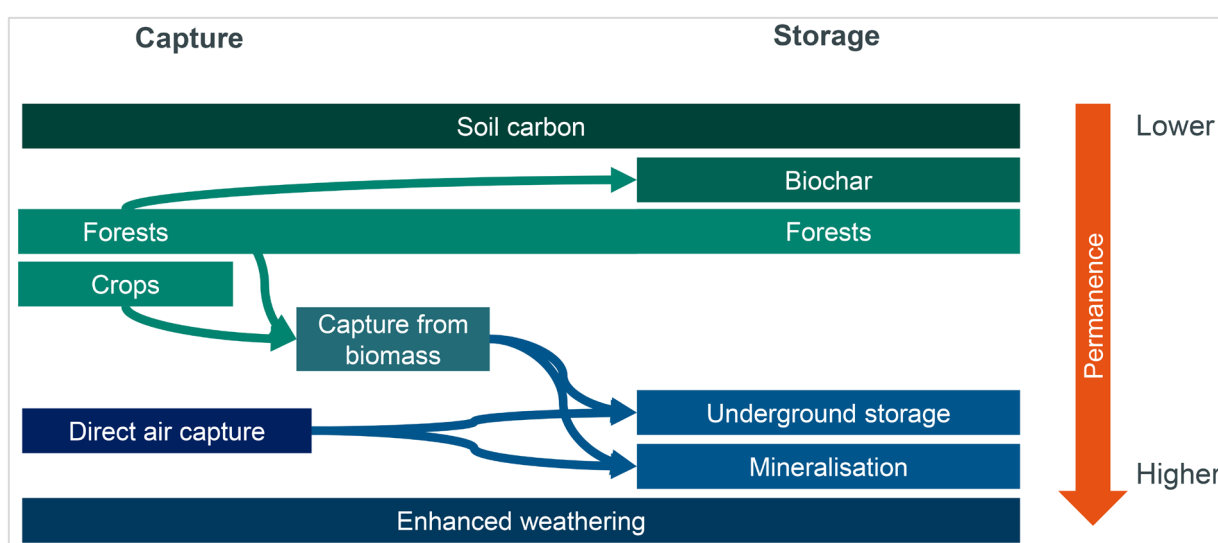 Capture
Storage
Soil carbon
Lower
Biochar
Forests
Forests
Crops
Permanence
Capture from
biomass
Direct air capture
Underground storage
Mineralisation
Higher
Enhanced weathering